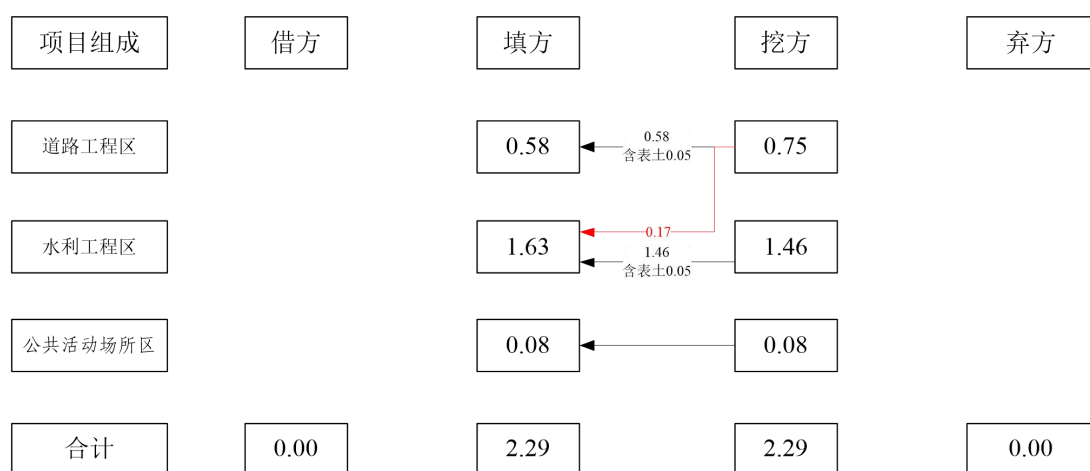 项目组成 借方 填方 挖方 弃方
道路工程区 0.58 0.58 0.75
含表土0.05
0.17
水利工程区 1.63 1.46 1.46
含表土0.05
公共活动场所区 0.08 0.08
合计 0.00 2.29 2.29 0.00